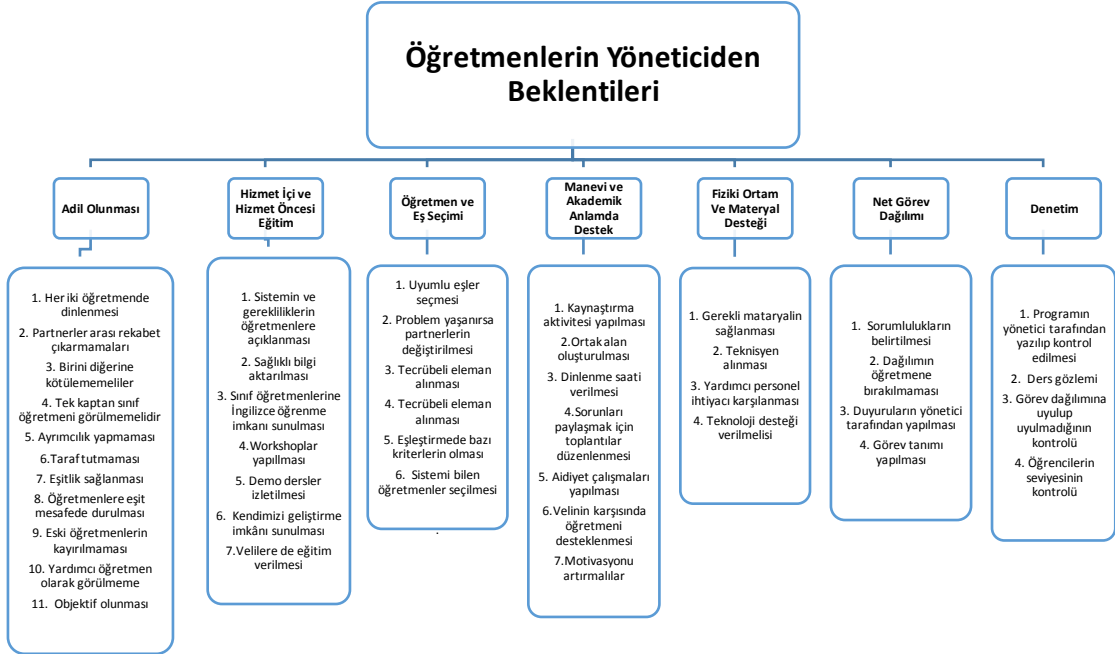 Öğretmenlerin Yöneticiden
Beklentileri
Adil Olunması
Hizmet İçi ve
Hizmet Öncesi
Eğitim
Öğretmen ve
Eş Seçimi
Manevi ve
Akademik
Anlamda
Destek
Fiziki Ortam
Ve Materyal
Desteği
Net Görev
Dağılımı
Denetim
1. Her iki öğretmende
dinlenmesi
2. Partnerler arası rekabet
çıkarmamaları
3. Birini diğerine
kötülememeliler
4. Tek kaptan sınıf
öğretmeni görülmemelidir
5. Ayrımcılık yapmaması
6.Taraf tutmaması
7. Eşitlik sağlanması
8. Öğretmenlere eşit
mesafede durulması
9. Eski öğretmenlerin
kayırılmaması
10. Yardımcı öğretmen
olarak görülmeme
11. Objektif olunması
1. Sistemin ve
gerekliliklerin
öğretmenlere
açıklanması
2. Sağlıklı bilgi
aktarılması
3. Sınıf öğretmenlerine
İngilizce öğrenme
imkanı sunulması
4.Workshoplar
yapıllması
5. Demo dersler
izletilmesi
6. Kendimizi geliştirme
imkânı sunulması
7.Velilere de eğitim
verilmesi
1. Uyumlu eşler
seçmesi
2. Problem yaşanırsa
partnerlerin
değiştirilmesi
3. Tecrübeli eleman
alınması
4. Tecrübeli eleman
alınması
5. Eşleştirmede bazı
kriterlerin olması
6. Sistemi bilen
öğretmenler seçilmesi
.
1. Kaynaştırma
aktivitesi yapılması
2.Ortak alan
oluşturulması
3. Dinlenme saati
verilmesi
4.Sorunları
paylaşmak için
toplantılar
düzenlenmesi
5. Aidiyet çalışmaları
yapılması
6.Velinin karşısında
öğretmeni
desteklenmesi
7.Motivasyonu
artırmalılar
1. Gerekli mataryalin
sağlanması
2. Teknisyen
alınması
3. Yardımcı personel
ihtiyacı karşılanması
4. Teknoloji desteği
verilmelisi
1. Sorumlulukların
belirtilmesi
2. Dağılımın
öğretmene
bırakılmaması
3. Duyuruların yönetici
tarafından yapılması
4. Görev tanımı
yapılması
1. Programın
yönetici tarafından
yazılıp kontrol
edilmesi
2. Ders gözlemi
3. Görev dağılımına
uyulup
uyulmadığının
kontrolü
4. Öğrencilerin
seviyesinin
kontrolü